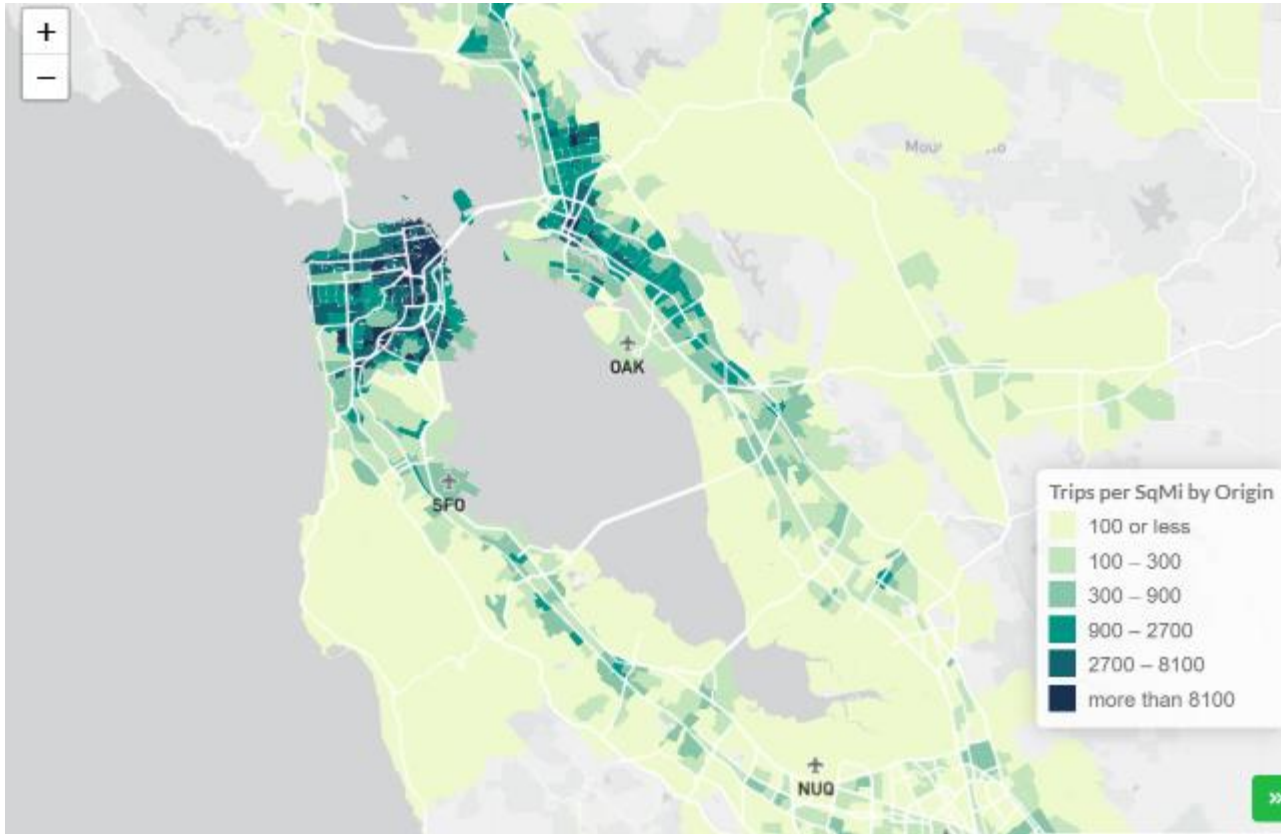 +
−
OAK
SFO
NUQ
Trips per SqMi by Origin
100 or less
100 – 300
300 – 900
900 – 2700
2700 – 8100
more than 8100
»